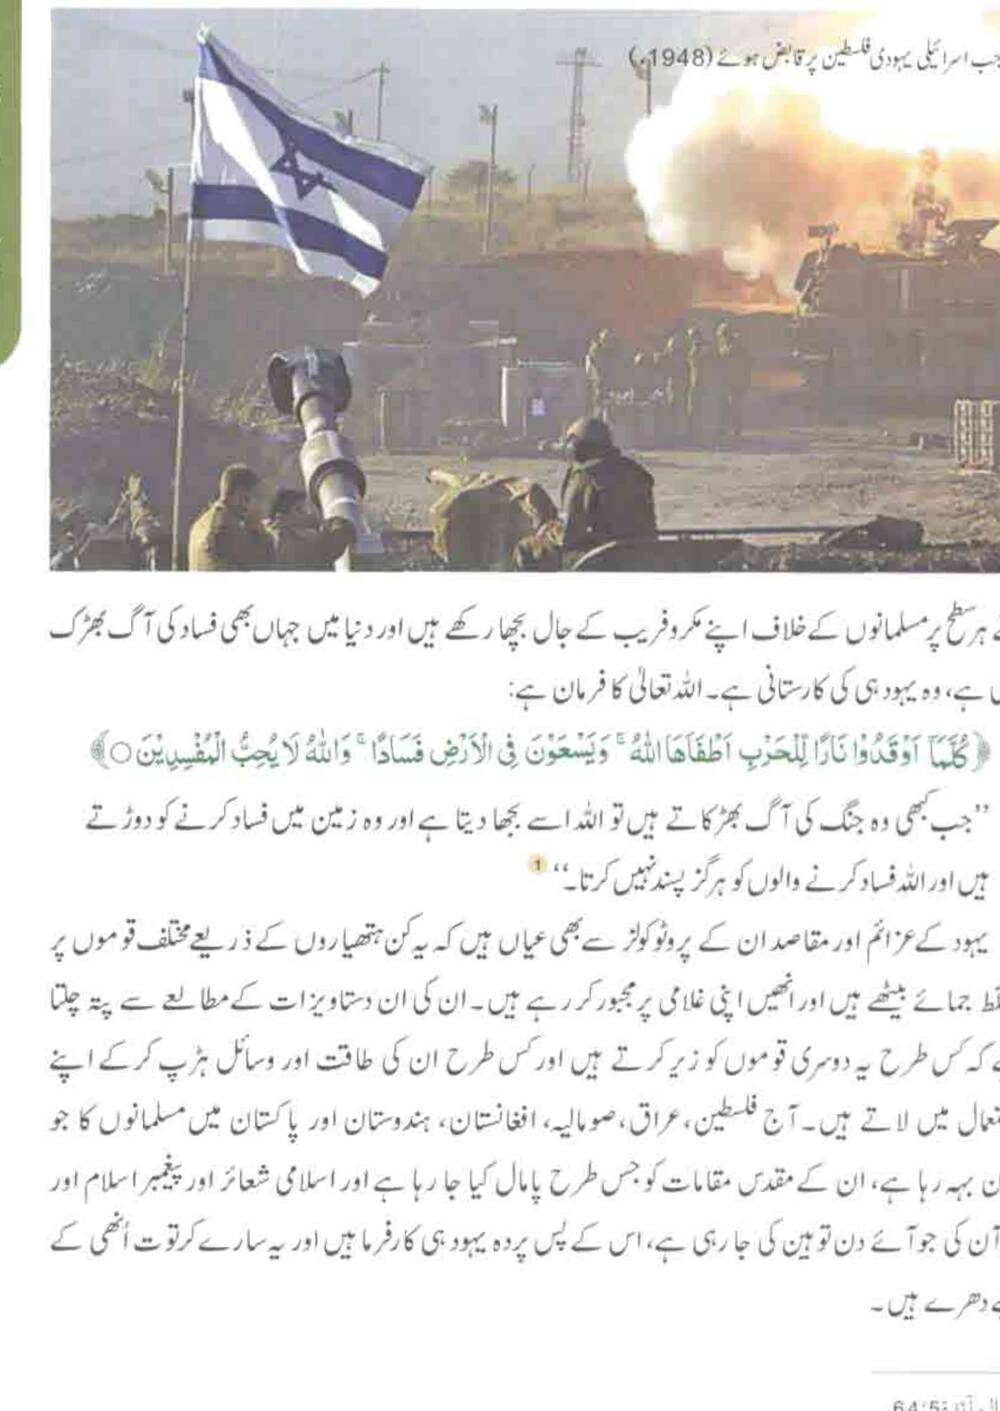 جب اسرائیلی یہودی فلسطین پر قابض ہوئے (1948ء)
ہر سطح پر مسلمانوں کے خلاف اپنے مکر و فریب کے جال بچھا رکھے ہیں اور دنیا میں جہاں بھی فساد کی آگ بھڑک
ہے، وہ یہود ہی کی کارستانی ہے۔ اللہ تعالیٰ کا فرمان ہے:
﴿كُلَّمَاۤ اَوْقَدُوْا نَارًا لِّلْحَرْبِ اَطْفَاَهَا اللّٰهُ ۙ وَيَسْعَوْنَ فِي الْاَرْضِ فَسَادًا ؕ وَاللّٰهُ لَا يُحِبُّ الْمُفْسِدِيْنَ ○﴾
’’جب کبھی وہ جنگ کی آگ بھڑکاتے ہیں تو اللہ اسے بجھا دیتا ہے اور وہ زمین میں فساد کرنے کو دوڑتے
ہیں اور اللہ فساد کرنے والوں کو ہرگز پسند نہیں کرتا۔‘‘ 1
یہود کے عزائم اور مقاصد ان کے پروٹوکولز سے بھی عیاں ہیں کہ یہ کن ہتھیاروں کے ذریعے مختلف قوموں پر
جمائے بیٹھے ہیں اور انھیں اپنی غلامی پر مجبور کر رہے ہیں۔ ان کی ان دستاویزات کے مطالعے سے پتہ چلتا
کہ کس طرح یہ دوسری قوموں کو زیر کرتے ہیں اور کس طرح ان کی طاقت اور وسائل ہڑپ کر کے اپنے
میں لاتے ہیں۔ آج فلسطین، عراق، صومالیہ، افغانستان، ہندوستان اور پاکستان میں مسلمانوں کا جو
بہہ رہا ہے، ان کے مقدس مقامات کو جس طرح پامال کیا جا رہا ہے اور اسلامی شعائر اور پیغمبر اسلام اور
کی جو آئے دن توہین کی جا رہی ہے، اس کے پس پردہ یہود ہی کارفرما ہیں اور یہ سارے کرتوت اُنھی کے
دھرے ہیں۔